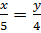 x/5 = y/4